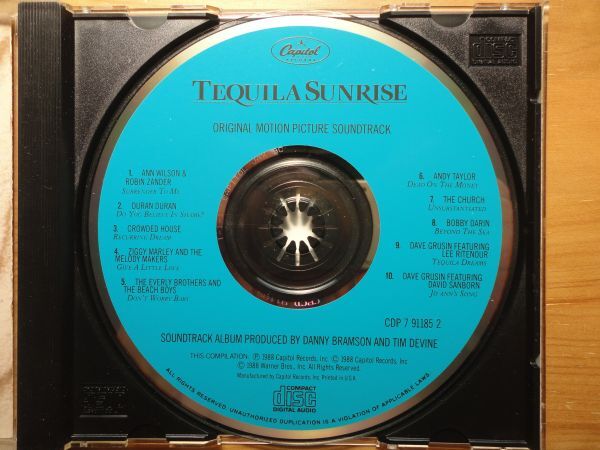 Capitol
RECORDS
TEQUILA SUNRISE
ORIGINAL MOTION PICTURE SOUNDTRACK
1. ANN WILSON &
ROBIN ZANDER
SURRENDER TO ME
2. DURAN DURAN
DO YOU BELIEVE IN SHAME?
3. CROWDED HOUSE
RECURRING DREAM
4. ZIGGY MARLEY AND THE
MELODY MAKERS
GIVE A LITTLE LOVE
5. THE EVERLY BROTHERS AND
THE BEACH BOYS
DON'T WORRY BABY
6. ANDY TAYLOR
DEAD ON THE MONEY
7. THE CHURCH
UNSUBSTANTIATED
8. BOBBY DARIN
BEYOND THE SEA
9. DAVE GRUSIN FEATURING
LEE RITENOUR
TEQUILA DREAMS
10. DAVE GRUSIN FEATURING
DAVID SANBORN
JO ANN'S SONG
CDP 7 91185 2
SOUNDTRACK ALBUM PRODUCED BY DANNY BRAMSON AND TIM DEVINE
THIS COMPILATION: ℗ 1988 Capitol Records, Inc. © 1988 Capitol Records, Inc.
© 1988 Warner Bros., Inc. All Rights Reserved.
Manufactured by Capitol Records, Inc. Printed in U.S.A.
COMPACT
disc
DIGITAL AUDIO
ALL RIGHTS RESERVED. UNAUTHORIZED DUPLICATION IS A VIOLATION OF APPLICABLE LAWS.
COMPACT
disc
DIGITAL AUDIO